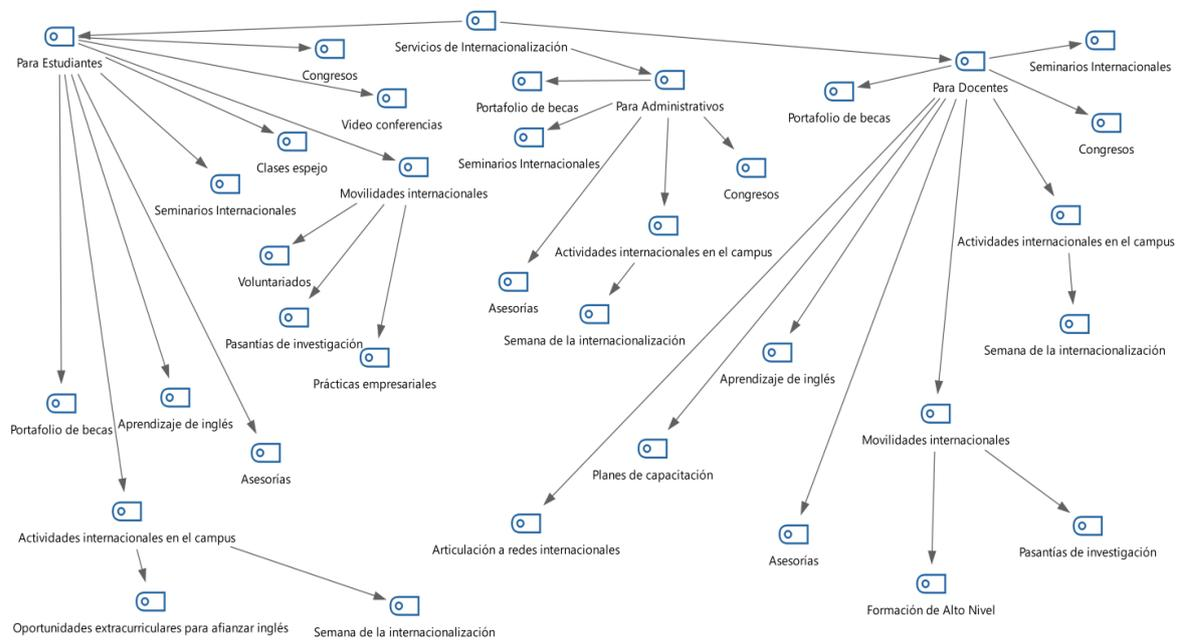 Servicios de Internacionalización
Para Estudiantes
Congresos
Video conferencias
Clases espejo
Movilidades internacionales
Seminarios Internacionales
Voluntariados
Pasantías de investigación
Prácticas empresariales
Portafolio de becas
Aprendizaje de inglés
Asesorías
Actividades internacionales en el campus
Oportunidades extracurriculares para afianzar inglés
Semana de la internacionalización
Para Administrativos
Portafolio de becas
Seminarios Internacionales
Congresos
Actividades internacionales en el campus
Asesorías
Semana de la internacionalización
Para Docentes
Seminarios Internacionales
Portafolio de becas
Congresos
Actividades internacionales en el campus
Semana de la internacionalización
Aprendizaje de inglés
Movilidades internacionales
Planes de capacitación
Articulación a redes internacionales
Asesorías
Pasantías de investigación
Formación de Alto Nivel